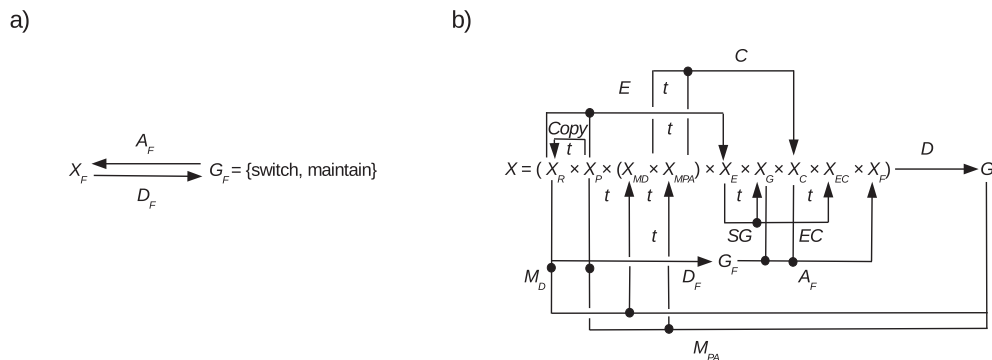 a)
b)
C
E
t
Copy
t
t
A_F
X_F
G_F = {switch, maintain}
D_F
X = ( X_R × X_P × (X_MD × X_MPA) × X_E × X_G × X_C × X_EC × X_F)
D
G
t
t
t
t
t
SG
EC
M_D
D_F
G_F
A_F
M_PA